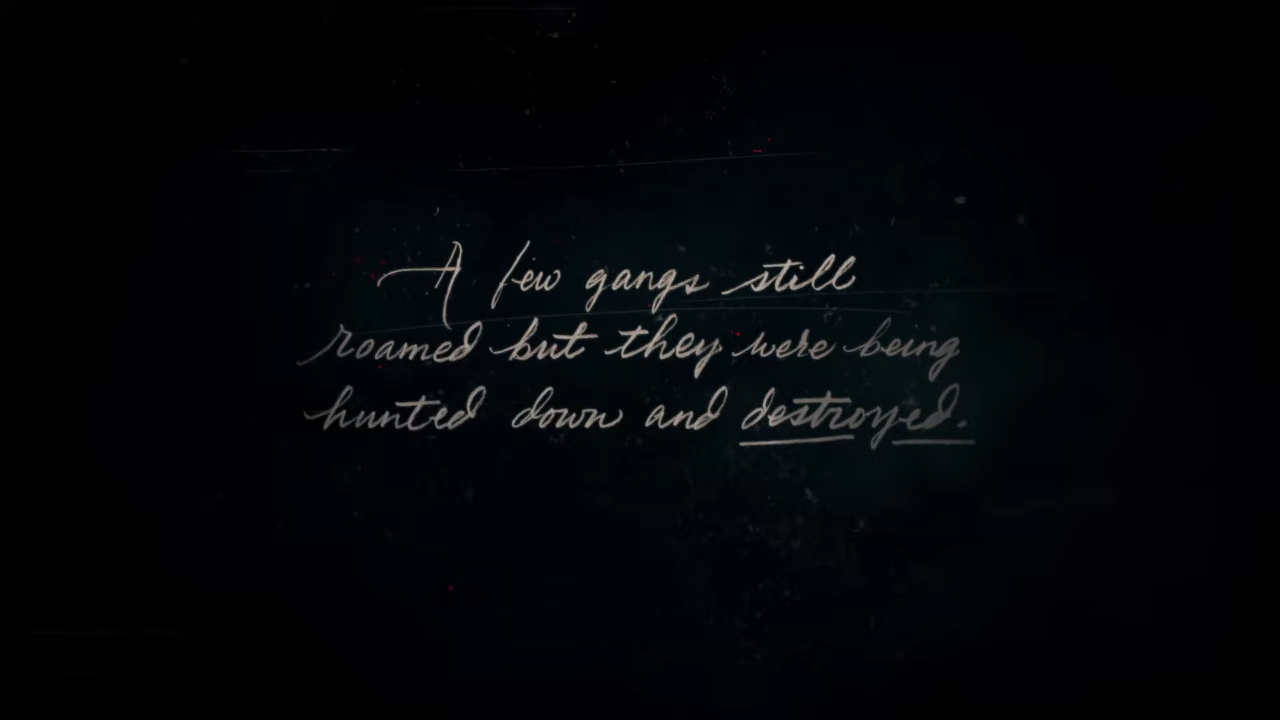 A few gangs still
roamed but they were being
hunted down and destroyed.